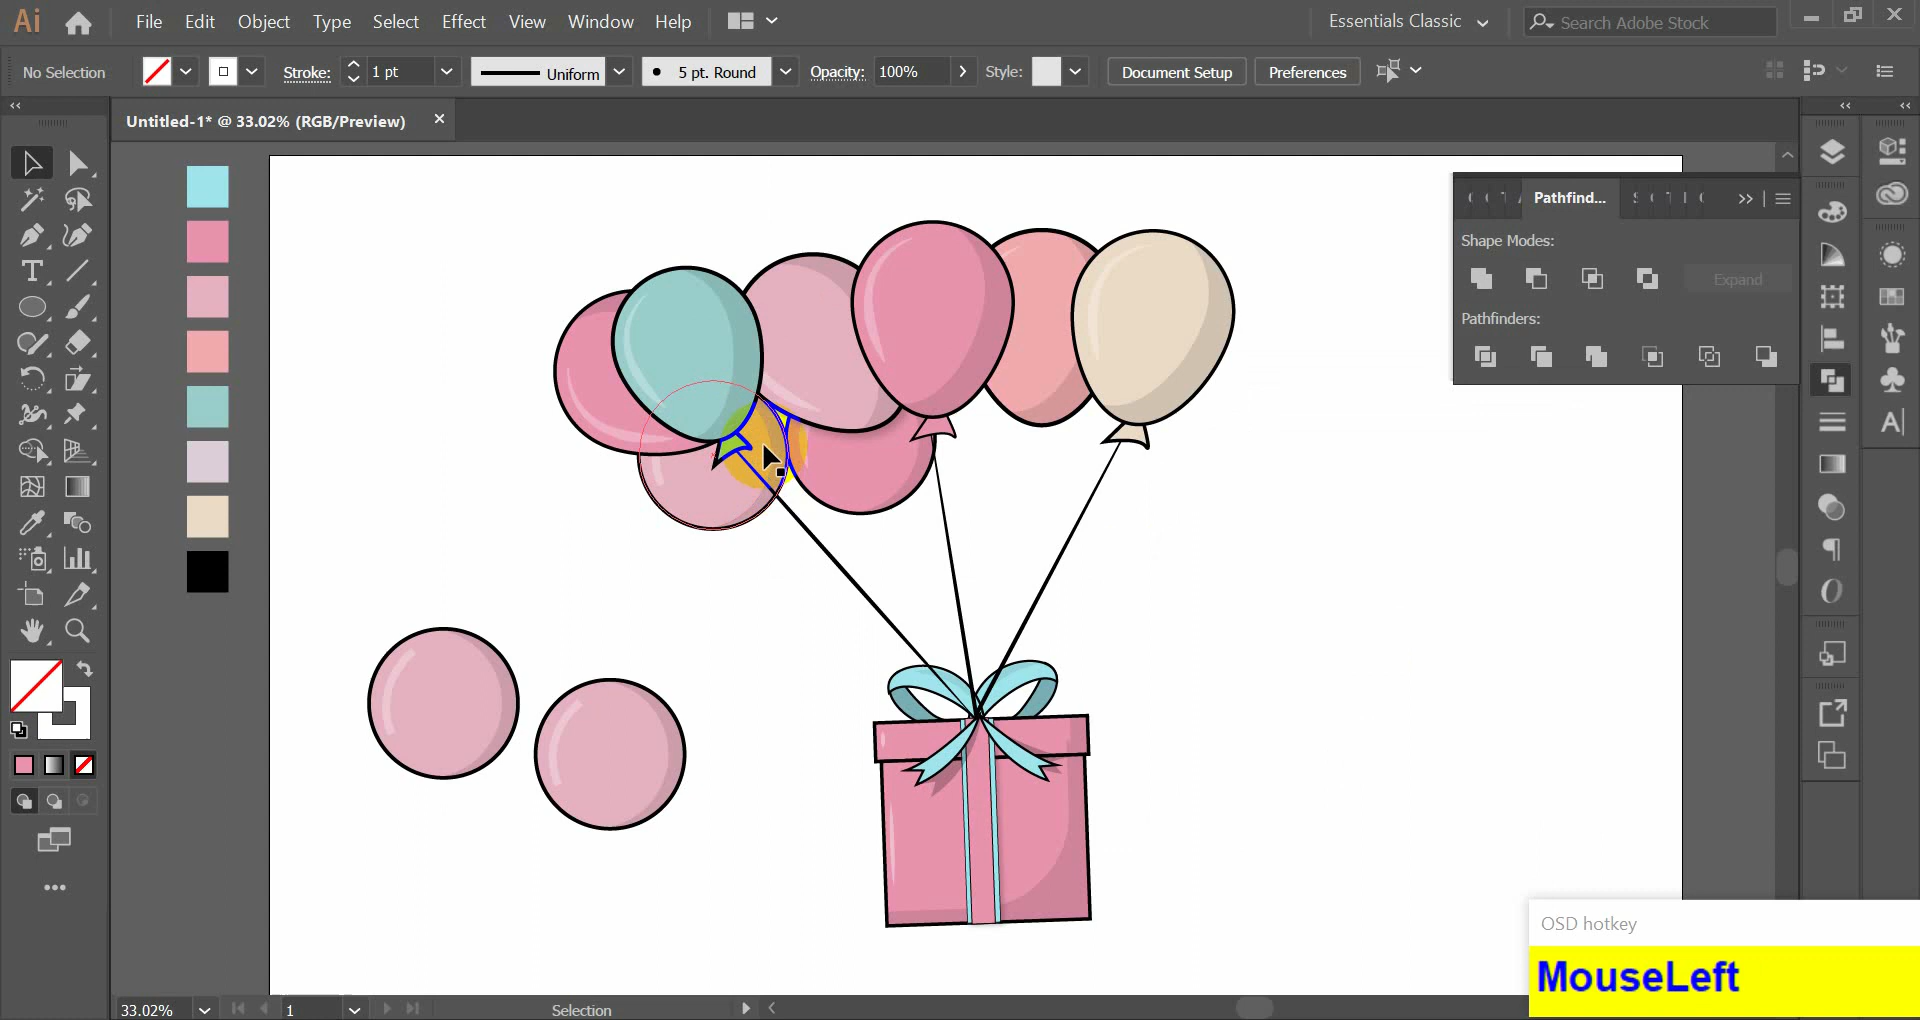 Ai File Edit Object Type Select Effect View Window Help Essentials Classic Search Adobe Stock
No Selection Stroke: 1 pt Uniform 5 pt. Round Opacity: 100% Style: Document Setup Preferences
Untitled-1* @ 33.02% (RGB/Preview)
Pathfind...
Shape Modes:
Expand
Pathfinders:
OSD hotkey
MouseLeft
33.02% 1 Selection